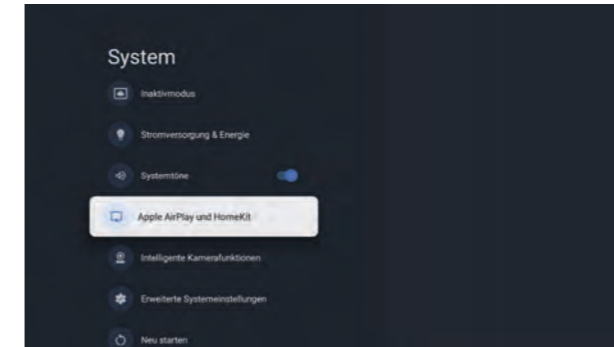 System
Inaktivmodus
Stromversorgung & Energie
Systemtöne
Apple AirPlay und HomeKit
Intelligente Kamerafunktionen
Erweiterte Systemeinstellungen
Neu starten